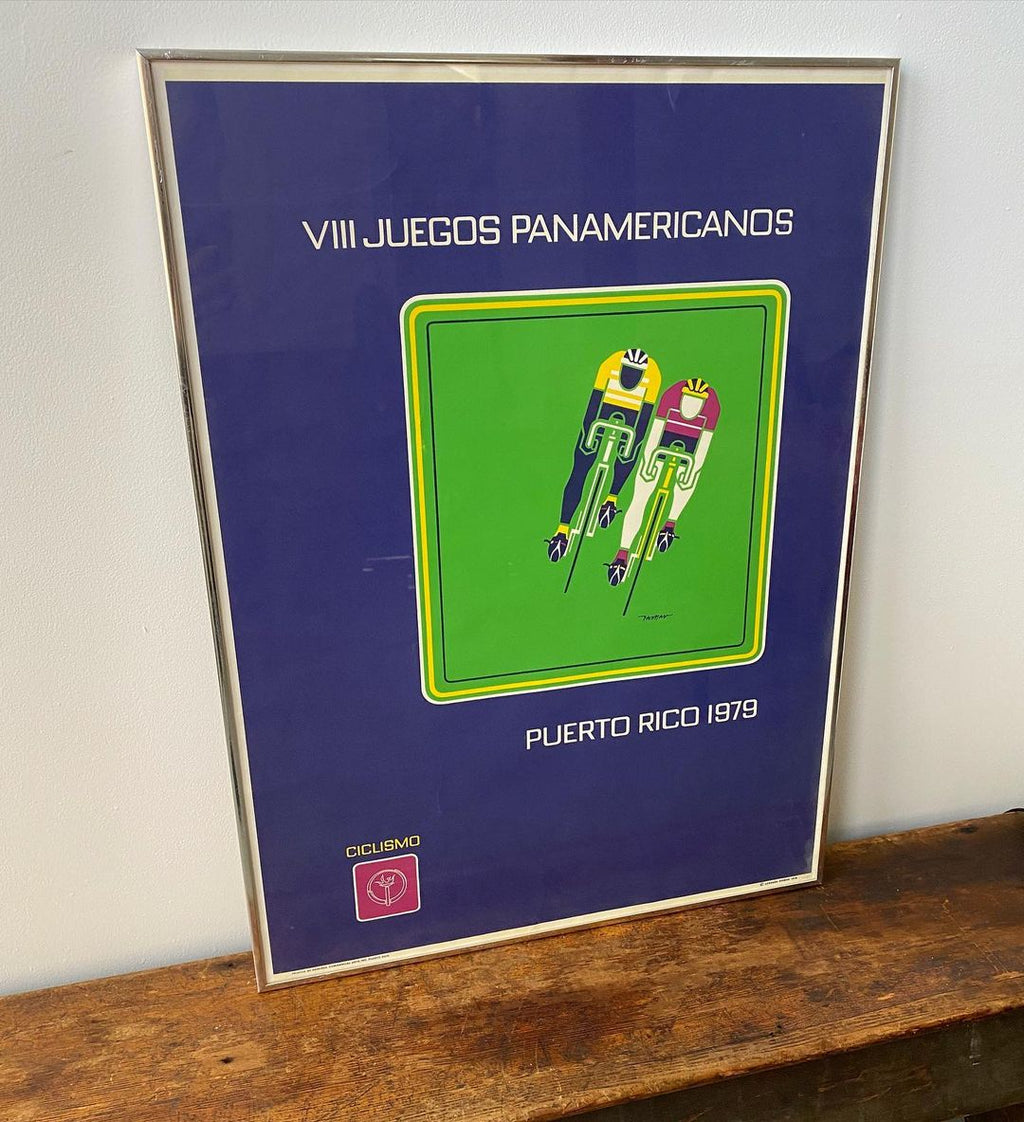 VIII JUEGOS PANAMERICANOS
PUERTO RICO 1979
CICLISMO